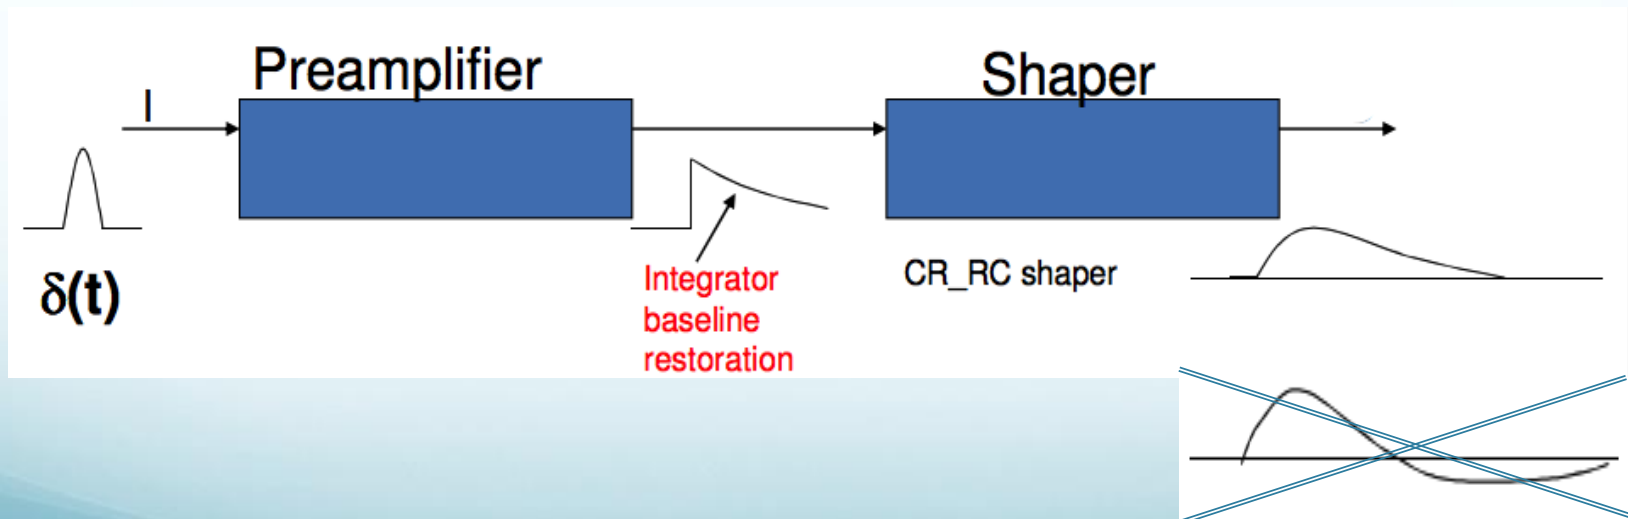 Preamplifier
Shaper
I
δ(t)
Integrator
baseline
restoration
CR_RC shaper